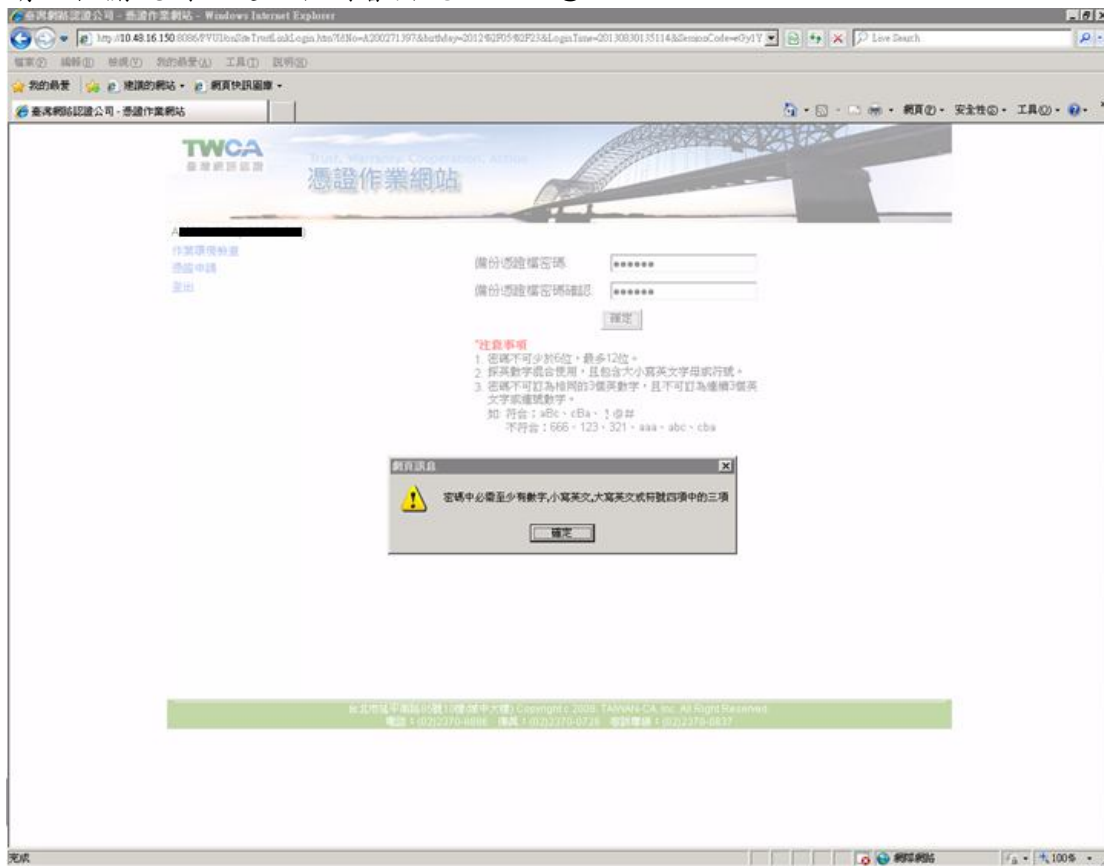 臺灣網路認證公司 - 憑證作業網站 - Windows Internet Explorer
Live Search
檔案(F) 編輯(E) 檢視(V) 我的最愛(A) 工具(T) 說明(H)
我的最愛 建議的網站 網頁快訊圖庫
臺灣網路認證公司 - 憑證作業網站
網頁(P) 安全性(S) 工具(O)
TWCA
臺灣網路認證
憑證作業網站
作業環境檢查
憑證申請
登出
備份憑證檔密碼
備份憑證檔密碼確認
確定
*注意事項
1. 密碼不可少於6位,最多12位。
2. 採英數字混合使用,且包含大小寫英文字母或符號。
3. 密碼不可訂為相同的3個英數字,且不可訂為連續3個英
文字或連號數字。
如: 符合:aBc、cBa、!@#
不符合:666、123、321、aaa、abc、cba
網頁訊息
密碼中必需至少有數字,小寫英文,大寫英文或符號四項中的三項
確定
Copyright c 2008, TAIWAN-CA. Inc. All Right Reserved
完成
網際網路
100%